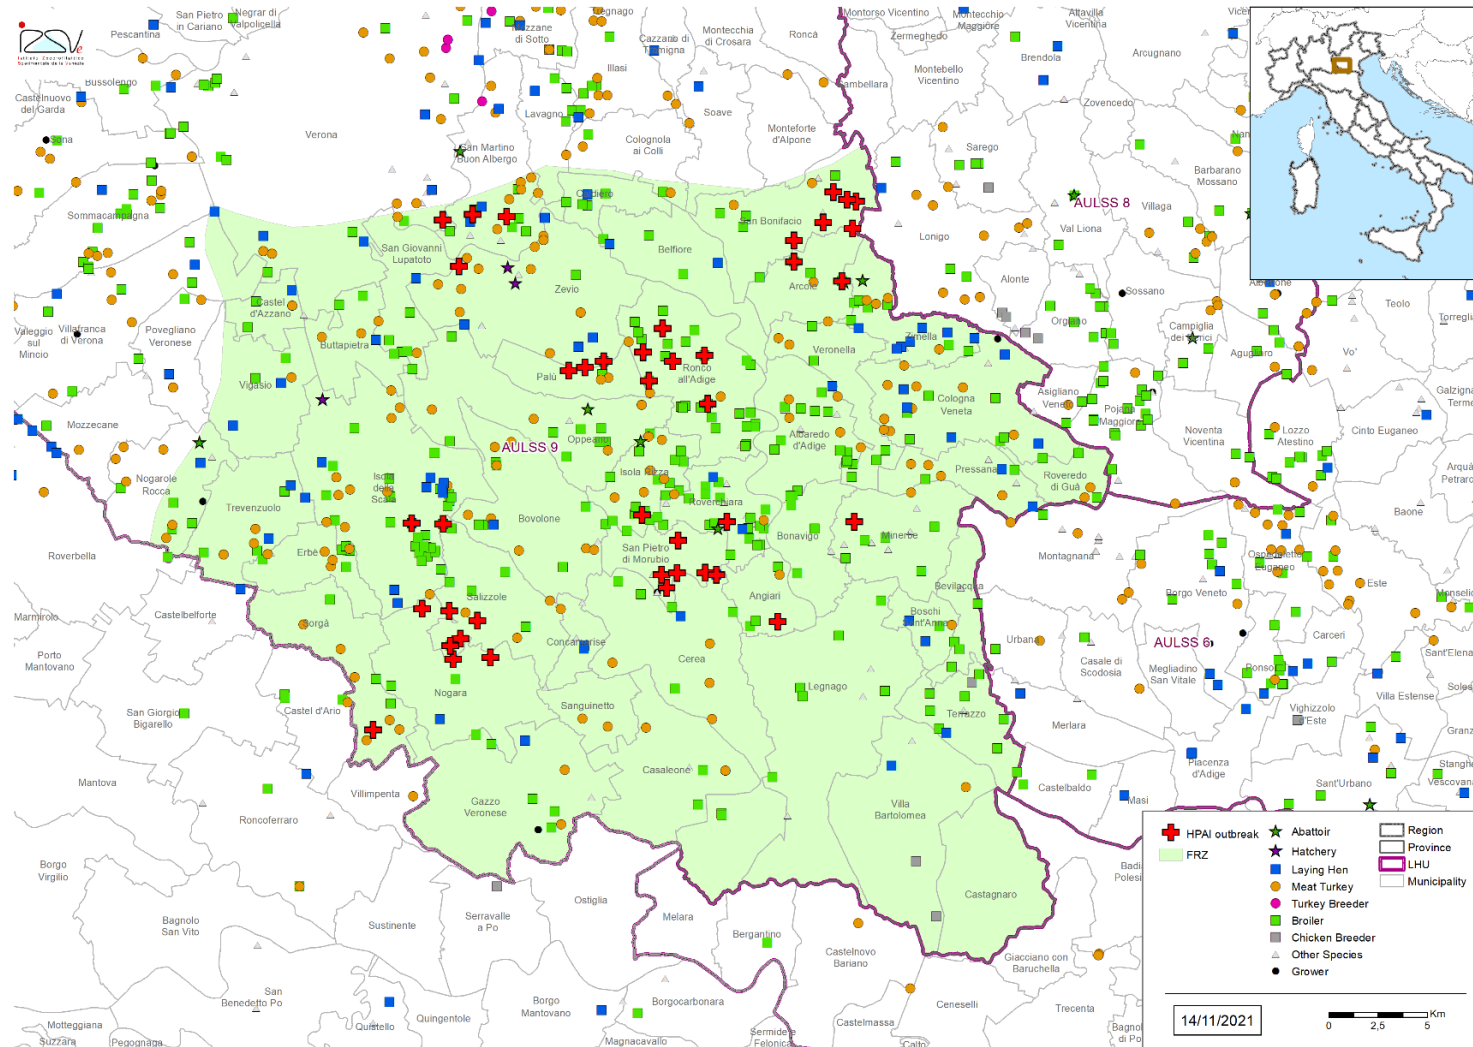 San Pietro
in Cariano
Negrar di
Valpolicella
Pescantina
Mezzane
di Sotto
Tregnago
Cazzano di
Tramigna
Montecchia
di Crosara
Roncà
Montorso Vicentino
Zermeghedo
Montecchio
Maggiore
Altavilla
Vicentina
Arcugnano
Brendola
Montebello
Vicentino
Gambellara
Bussolengo
Castelnuovo
del Garda
Illasi
Lavagno
Soave
Verona
Sona
San Martino
Buon Albergo
Colognola
ai Colli
Monteforte
d'Alpone
Zovencedo
Sarego
Barbarano
Mossano
AULSS 8
Villaga
Val Liona
Sommacampagna
Caldiero
San Bonifacio
Lonigo
San Giovanni
Lupatoto
Belfiore
Zevio
Arcole
Alonte
Sossano
Albettone
Teolo
Castel
d'Azzano
Valeggio
sul
Mincio
Villafranca
di Verona
Povegliano
Veronese
Buttapietra
Veronella
Zimella
Orgiano
Campiglia
dei Berici
Agugliaro
Vo'
Vigasio
Palù
Ronco
all'Adige
Cologna
Veneta
Asigliano
Veneto
Pojana
Maggiore
Noventa
Vicentina
Lozzo
Atestino
Cinto Euganeo
Mozzecane
Oppeano
AULSS 9
Albaredo
d'Adige
Pressana
Roveredo
di Guà
Nogarole
Rocca
Isola
della
Scala
Isola Rizza
Roverchiara
Trevenzuolo
Bovolone
Baone
Roverbella
Erbè
San Pietro
di Morubio
Bonavigo
Minerbe
Montagnana
Ospedaletto
Euganeo
Este
Bevilacqua
Borgo Veneto
Angiari
Salizzole
Marmirolo
Castelbelforte
Sorgà
Concamarise
Boschi
Sant'Anna
Urbana
AULSS 6
Carceri
Sant'Elena
Porto
Mantovano
Cerea
Casale di
Scodosia
Megliadino
San Vitale
Ponso
Nogara
Legnago
Villa Estense
San Giorgio
Bigarello
Castel d'Ario
Sanguinetto
Terrazzo
Merlara
Vighizzolo
d'Este
Mantova
Casaleone
Piacenza
d'Adige
Sant'Urbano
Castelbaldo
Masi
Villimpenta
Gazzo
Veronese
Villa
Bartolomea
Roncoferraro
Borgo
Virgilio
Castagnaro
Ostiglia
Bagnolo
San Vito
Sustinente
Serravalle
a Po
Melara
Bergantino
Castelnovo
Bariano
Giacciano con
Baruchella
San
Benedetto Po
Quingentole
Borgo
Mantovano
Borgocarbonara
Ceneselli
Trecenta
Castelmassa
Motteggiana
Suzzara
Pegognaga
Quistello
Magnacavallo
Sermide e
Felonica
Calto
HPAI outbreak
FRZ
Abattoir
Hatchery
Laying Hen
Meat Turkey
Turkey Breeder
Broiler
Chicken Breeder
Other Species
Grower
Region
Province
LHU
Municipality
14/11/2021
Km
0 2,5 5